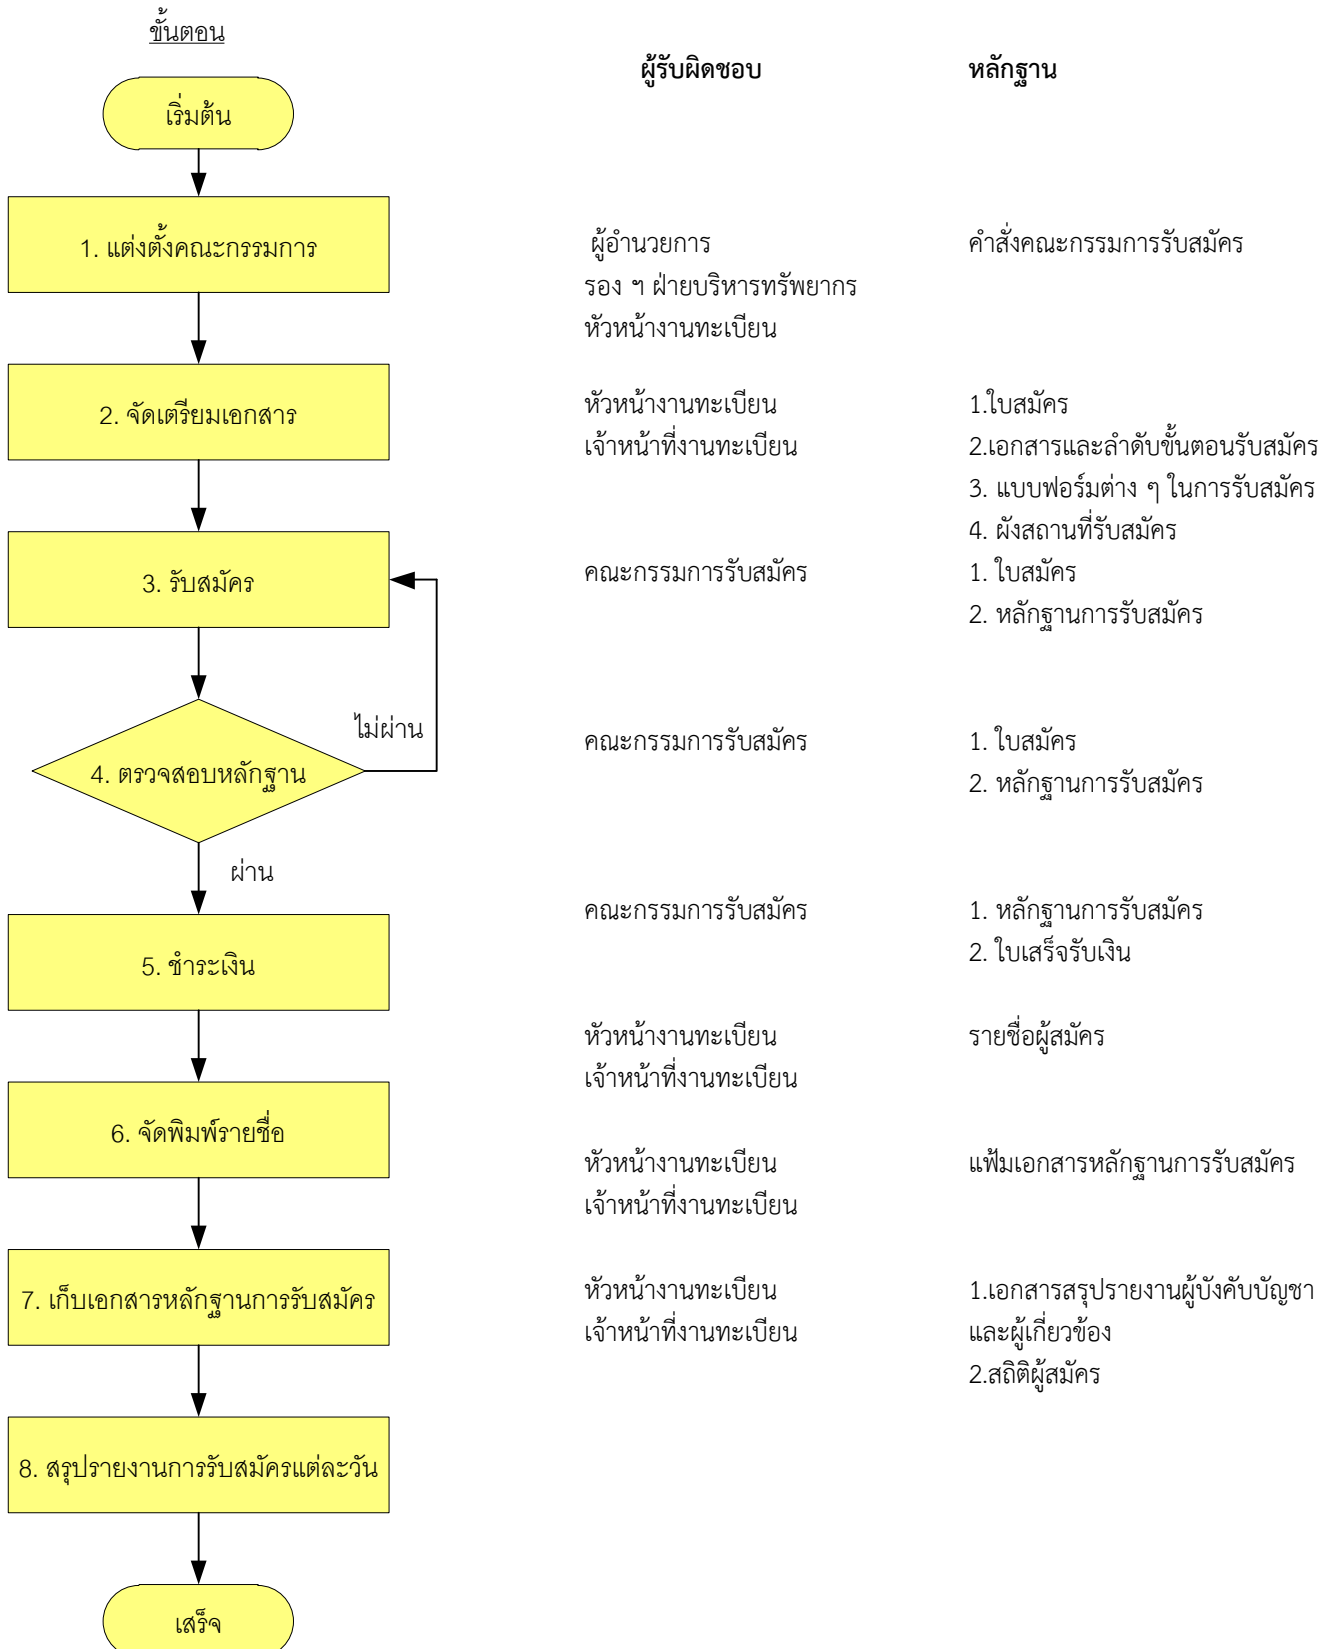 ขั้นตอน
ผู้รับผิดชอบ
หลักฐาน
เริ่มต้น
1. แต่งตั้งคณะกรรมการ
ผู้อำนวยการ
รอง ฯ ฝ่ายบริหารทรัพยากร
หัวหน้างานทะเบียน
คำสั่งคณะกรรมการรับสมัคร
2. จัดเตรียมเอกสาร
หัวหน้างานทะเบียน
เจ้าหน้าที่งานทะเบียน
1.ใบสมัคร
2.เอกสารและลำดับขั้นตอนรับสมัคร
3. แบบฟอร์มต่าง ๆ ในการรับสมัคร
4. ผังสถานที่รับสมัคร
3. รับสมัคร
คณะกรรมการรับสมัคร
1. ใบสมัคร
2. หลักฐานการรับสมัคร
ไม่ผ่าน
4. ตรวจสอบหลักฐาน
คณะกรรมการรับสมัคร
1. ใบสมัคร
2. หลักฐานการรับสมัคร
ผ่าน
5. ชำระเงิน
คณะกรรมการรับสมัคร
1. หลักฐานการรับสมัคร
2. ใบเสร็จรับเงิน
หัวหน้างานทะเบียน
เจ้าหน้าที่งานทะเบียน
รายชื่อผู้สมัคร
6. จัดพิมพ์รายชื่อ
หัวหน้างานทะเบียน
เจ้าหน้าที่งานทะเบียน
แฟ้มเอกสารหลักฐานการรับสมัคร
7. เก็บเอกสารหลักฐานการรับสมัคร
หัวหน้างานทะเบียน
เจ้าหน้าที่งานทะเบียน
1.เอกสารสรุปรายงานผู้บังคับบัญชา
และผู้เกี่ยวข้อง
2.สถิติผู้สมัคร
8. สรุปรายงานการรับสมัครแต่ละวัน
เสร็จ